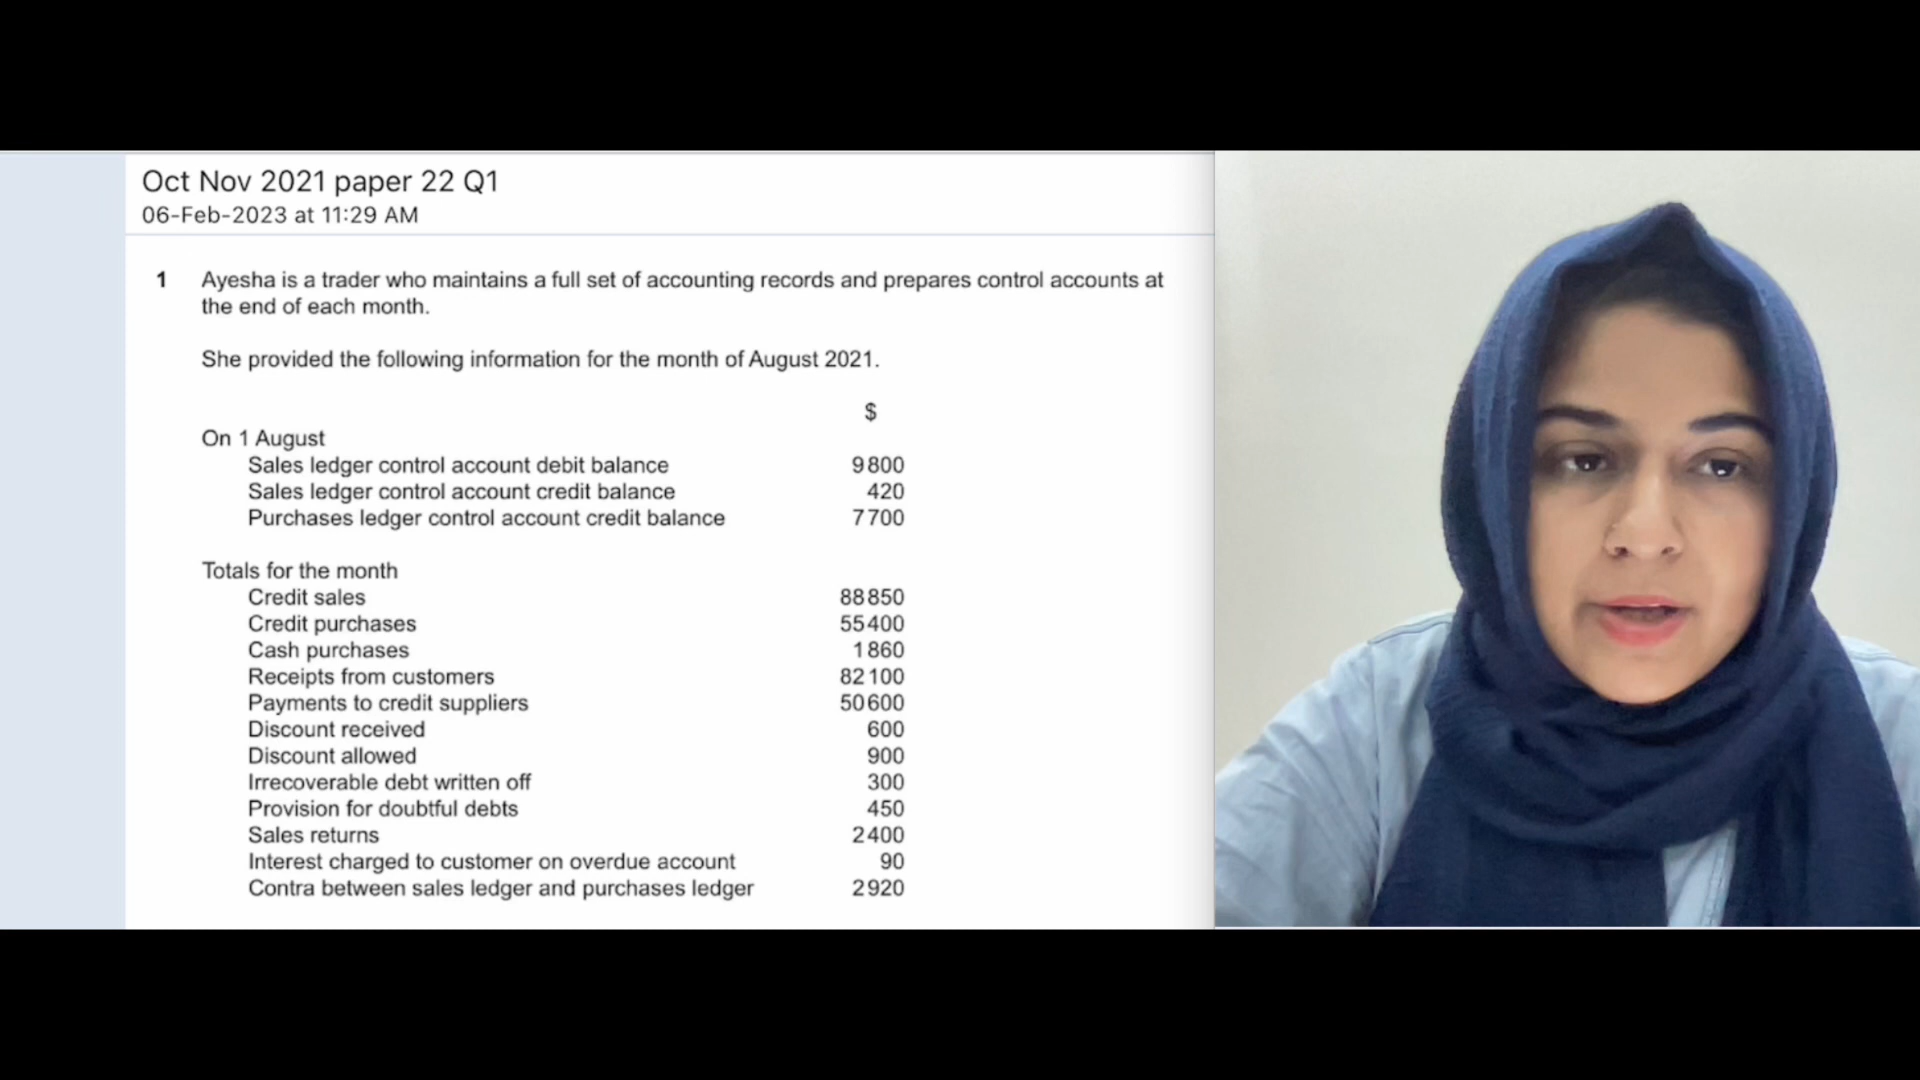 Oct Nov 2021 paper 22 Q1
06-Feb-2023 at 11:29 AM
1 Ayesha is a trader who maintains a full set of accounting records and prepares control accounts at
the end of each month.
She provided the following information for the month of August 2021.
$
On 1 August
Sales ledger control account debit balance 9800
Sales ledger control account credit balance 420
Purchases ledger control account credit balance 7700
Totals for the month
Credit sales 88850
Credit purchases 55400
Cash purchases 1860
Receipts from customers 82100
Payments to credit suppliers 50600
Discount received 600
Discount allowed 900
Irrecoverable debt written off 300
Provision for doubtful debts 450
Sales returns 2400
Interest charged to customer on overdue account 90
Contra between sales ledger and purchases ledger 2920